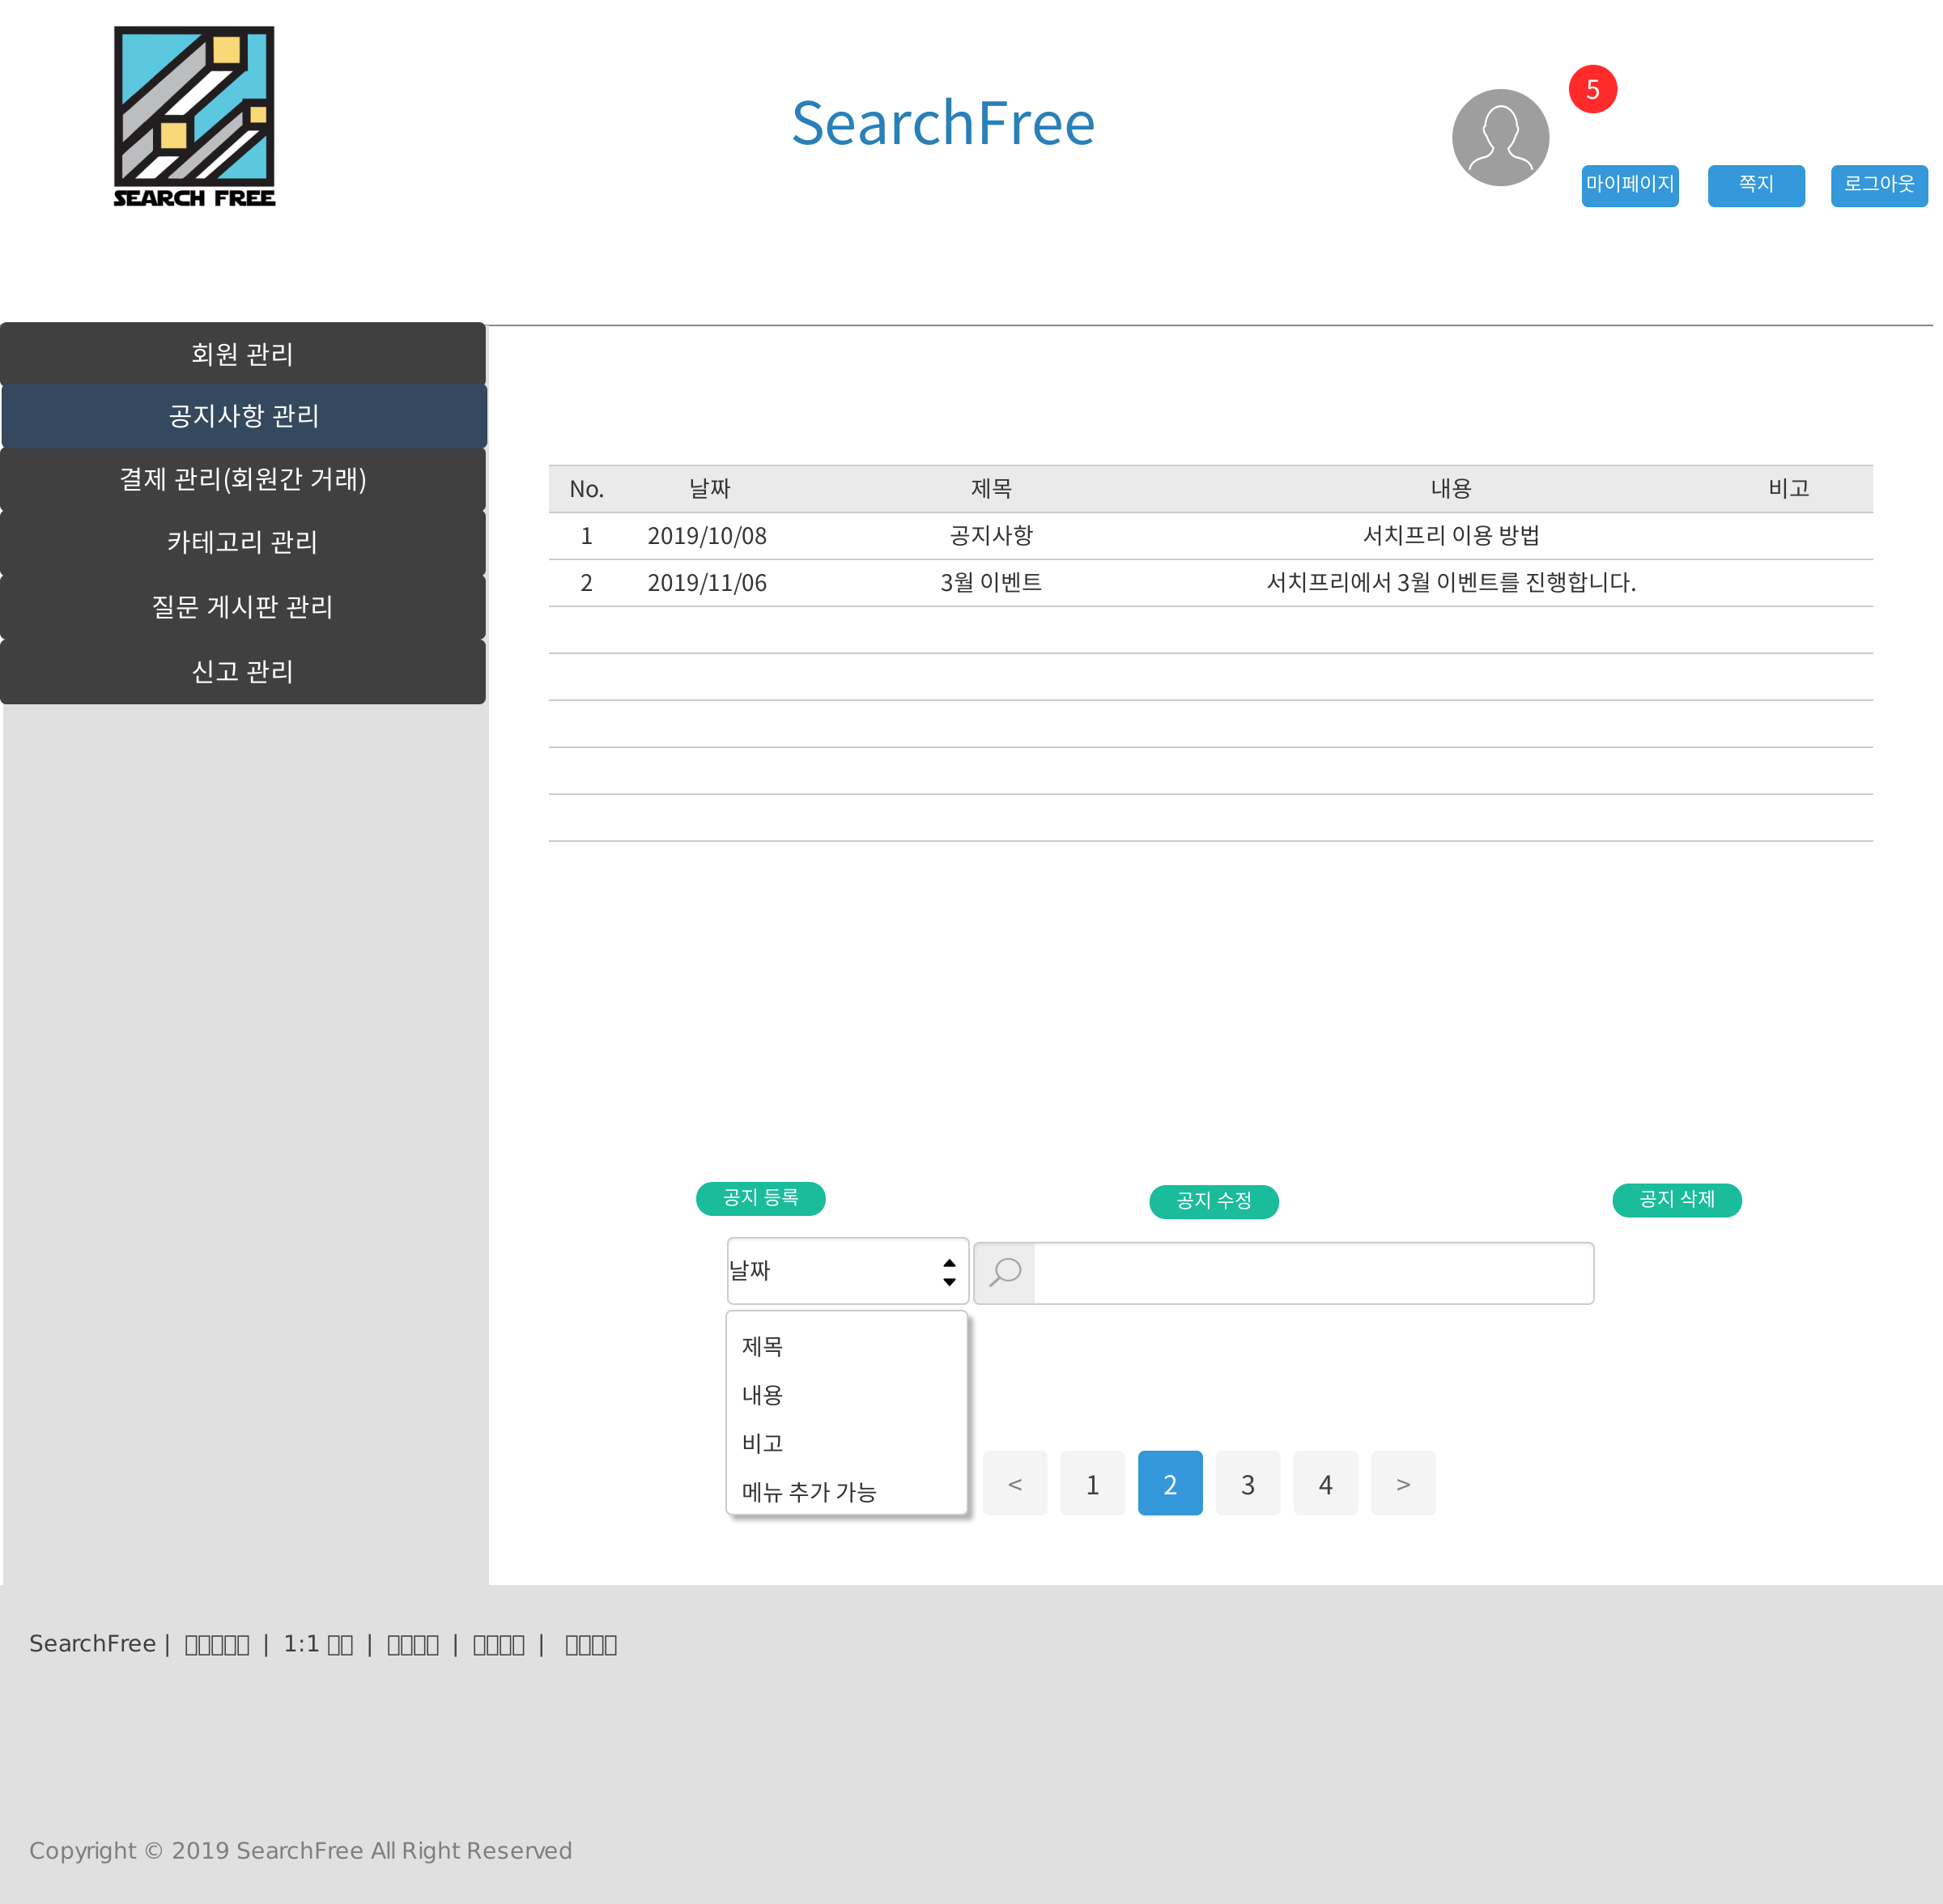 SEARCH FREE
SearchFree
5
마이페이지 쪽지 로그아웃
회원 관리
공지사항 관리
결제 관리(회원간 거래)
카테고리 관리
질문 게시판 관리
신고 관리
No. 날짜 제목 내용 비고
1 2019/10/08 공지사항 서치프리 이용 방법
2 2019/11/06 3월 이벤트 서치프리에서 3월 이벤트를 진행합니다.
공지 등록 공지 수정 공지 삭제
날짜
제목
내용
비고
메뉴 추가 가능
< 1 2 3 4 >
SearchFree | | 1:1 | | |
Copyright © 2019 SearchFree All Right Reserved